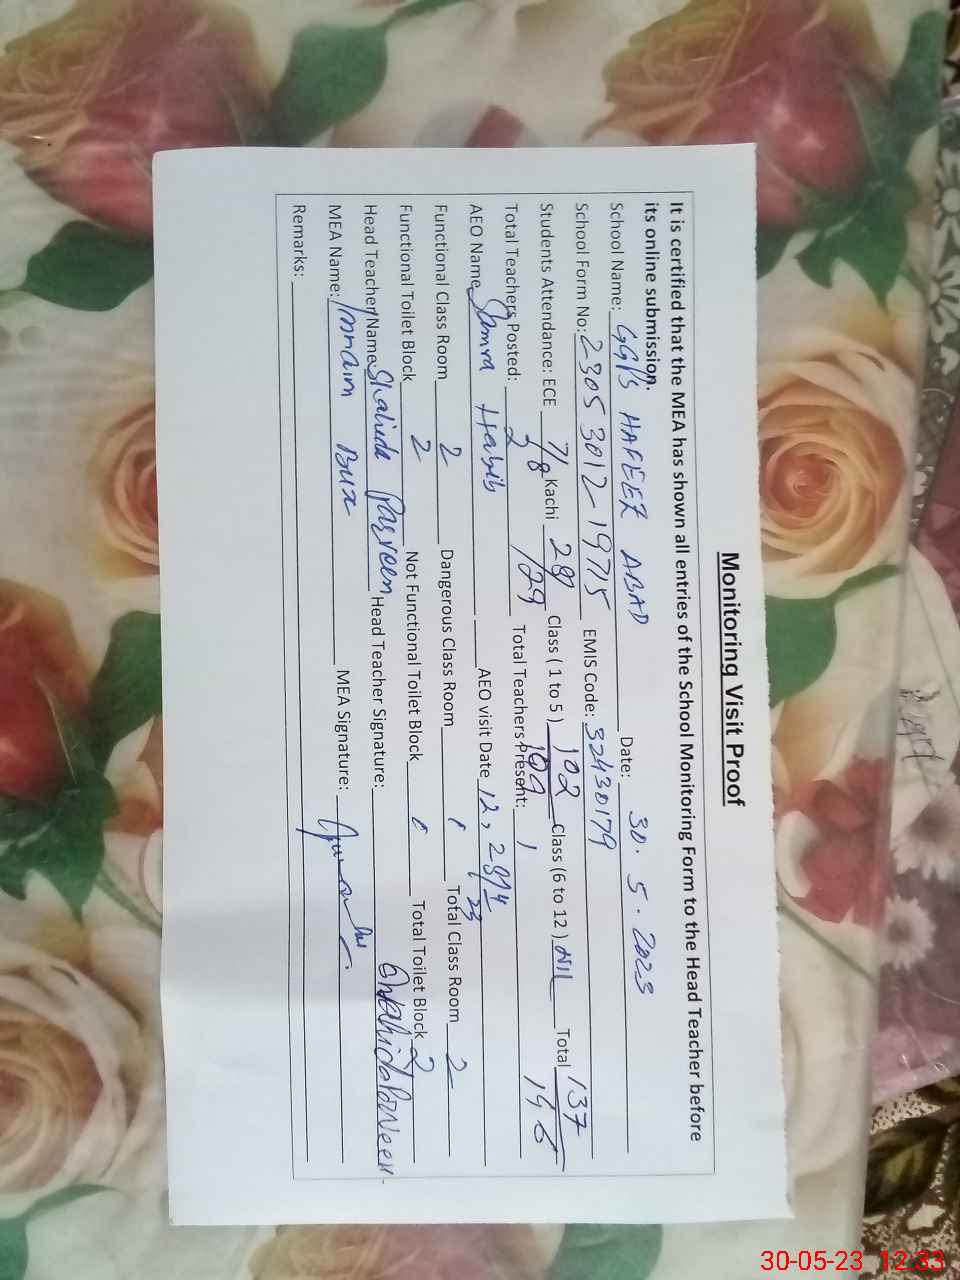 Monitoring Visit Proof
It is certified that the MEA has shown all entries of the School Monitoring Form to the Head Teacher before
its online submission.
School Name: GGPS HAFEEZ ABAD Date: 30.5.2023
School Form No: 2305 3012 19715 EMIS Code: 32430179
Students Attendance: ECE 7/8 Kachi 28/29 Class ( 1 to 5 ) 102/109 Class (6 to 12 ) NIL Total 137/146
Total Teachers Posted: 2 Total Teachers Present: 1
AEO Name Samra Habib AEO visit Date 12, 28/4/23
Functional Class Room 2 Dangerous Class Room Total Class Room 2
Functional Toilet Block 2 Not Functional Toilet Block Total Toilet Block 2
Head Teacher Name Shahida Parveen Head Teacher Signature: Shahida Parveen
MEA Name: Imraim Bux MEA Signature:
Remarks:
30-05-23 12:33